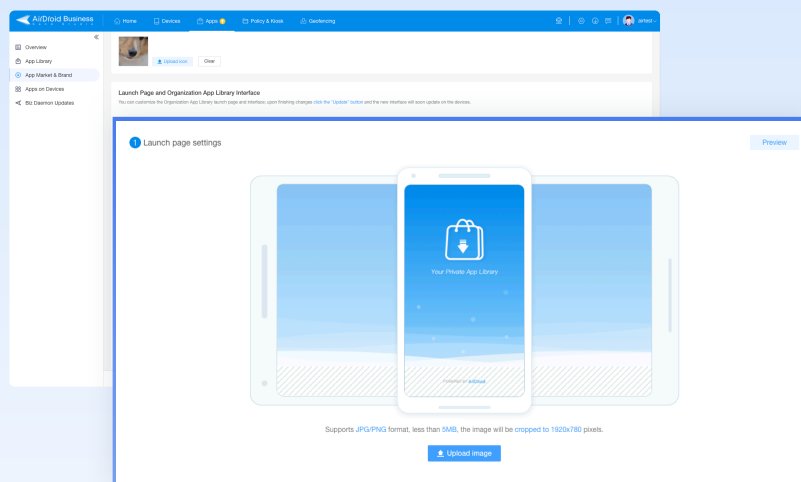 AirDroid Business
Home
Devices
Apps
Policy & Kiosk
Geofencing
airtest
Overview
App Library
App Market & Brand
Apps on Devices
Biz Daemon Updates
Upload icon
Clear
Launch Page and Organization App Library Interface
You can customize the Organization App Library launch page and interface; upon finishing changes click the "Update" button and the new interface will soon update on the devices.
1 Launch page settings
Preview
Your Private App Library
POWERED BY AIRDROID
Supports JPG/PNG format, less than 5MB, the image will be cropped to 1920x780 pixels.
Upload image